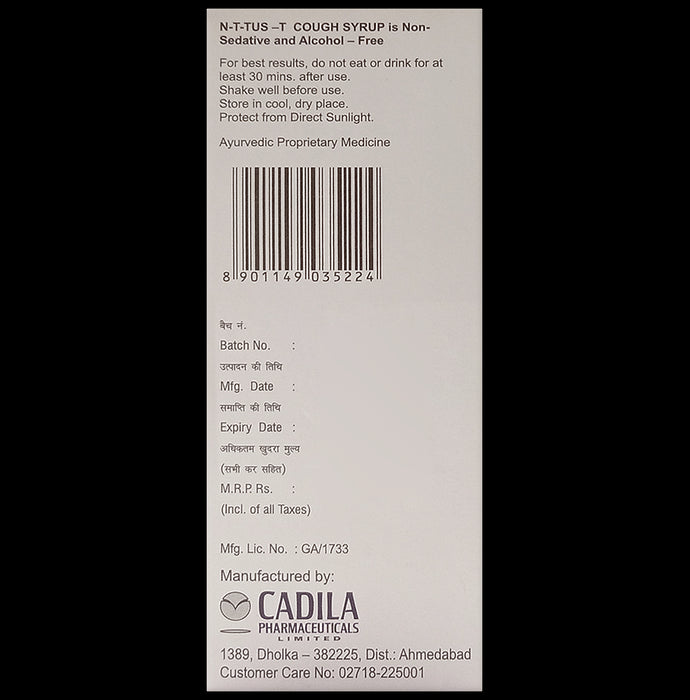 N-T-TUS –T COUGH SYRUP is Non-
Sedative and Alcohol – Free
For best results, do not eat or drink for at
least 30 mins. after use.
Shake well before use.
Store in cool, dry place.
Protect from Direct Sunlight.
Ayurvedic Proprietary Medicine
8 901149 035224
बैच नं.
Batch No. :
उत्पादन की तिथि
Mfg. Date :
समाप्ति की तिथि
Expiry Date :
अधिकतम खुदरा मुल्य
(सभी कर सहित)
M.R.P. Rs. :
(Incl. of all Taxes)
Mfg. Lic. No. : GA/1733
Manufactured by:
CADILA
PHARMACEUTICALS
LIMITED
1389, Dholka – 382225, Dist.: Ahmedabad
Customer Care No: 02718-225001